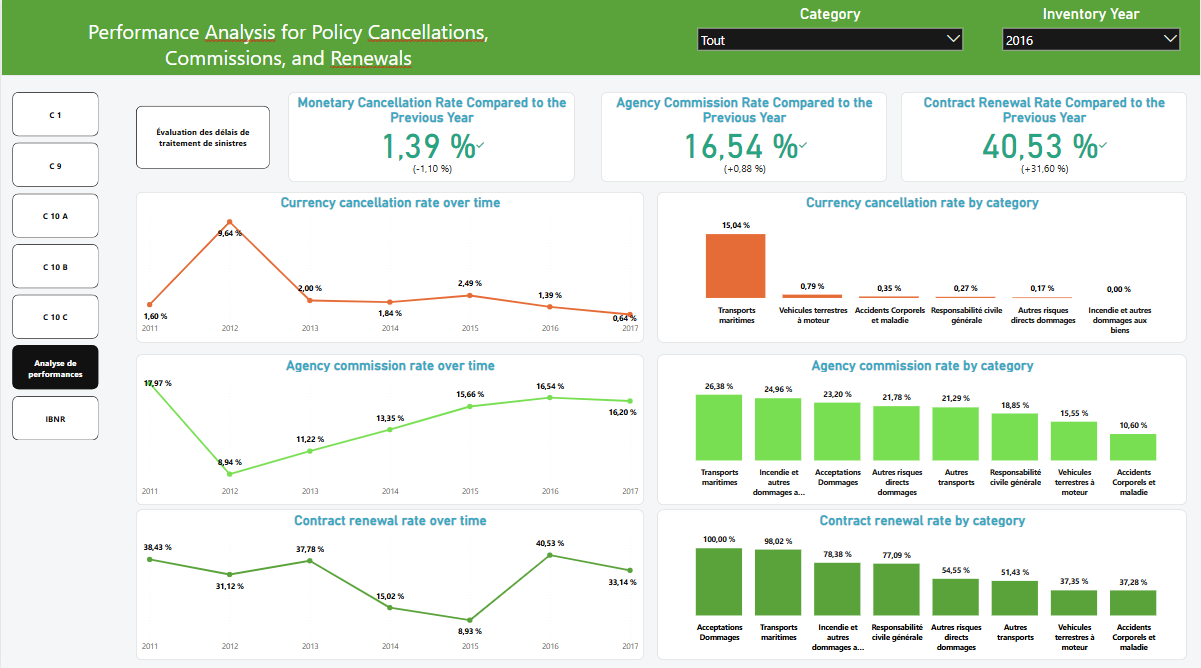 Performance Analysis for Policy Cancellations,
Commissions, and Renewals
Category
Tout
Inventory Year
2016
C 1
C 9
C 10 A
C 10 B
C 10 C
Analyse de
performances
IBNR
Évaluation des délais de
traitement de sinistres
Monetary Cancellation Rate Compared to the
Previous Year
1,39 %
(-1,10 %)
Agency Commission Rate Compared to the
Previous Year
16,54 %
(+0,88 %)
Contract Renewal Rate Compared to the
Previous Year
40,53 %
(+31,60 %)
Currency cancellation rate over time
1,60 %
9,64 %
2,00 %
1,84 %
2,49 %
1,39 %
0,64 %
2011
2012
2013
2014
2015
2016
2017
Currency cancellation rate by category
15,04 %
0,79 %
0,35 %
0,27 %
0,17 %
0,00 %
Transports
maritimes
Vehicules terrestres
à moteur
Accidents Corporels
et maladie
Responsabilité civile
générale
Autres risques
directs dommages
Incendie et autres
dommages aux
biens
Agency commission rate over time
17,97 %
8,94 %
11,22 %
13,35 %
15,66 %
16,54 %
16,20 %
2011
2012
2013
2014
2015
2016
2017
Agency commission rate by category
26,38 %
24,96 %
23,20 %
21,78 %
21,29 %
18,85 %
15,55 %
10,60 %
Transports
maritimes
Incendie et
autres
dommages a...
Acceptations
Dommages
Autres risques
directs
dommages
Autres
transports
Responsabilité
civile générale
Vehicules
terrestres à
moteur
Accidents
Corporels et
maladie
Contract renewal rate over time
38,43 %
31,12 %
37,78 %
15,02 %
8,93 %
40,53 %
33,14 %
2011
2012
2013
2014
2015
2016
2017
Contract renewal rate by category
100,00 %
98,02 %
78,38 %
77,09 %
54,55 %
51,43 %
37,35 %
37,28 %
Acceptations
Dommages
Transports
maritimes
Incendie et
autres
dommages a...
Responsabilité
civile générale
Autres risques
directs
dommages
Autres
transports
Vehicules
terrestres à
moteur
Accidents
Corporels et
maladie